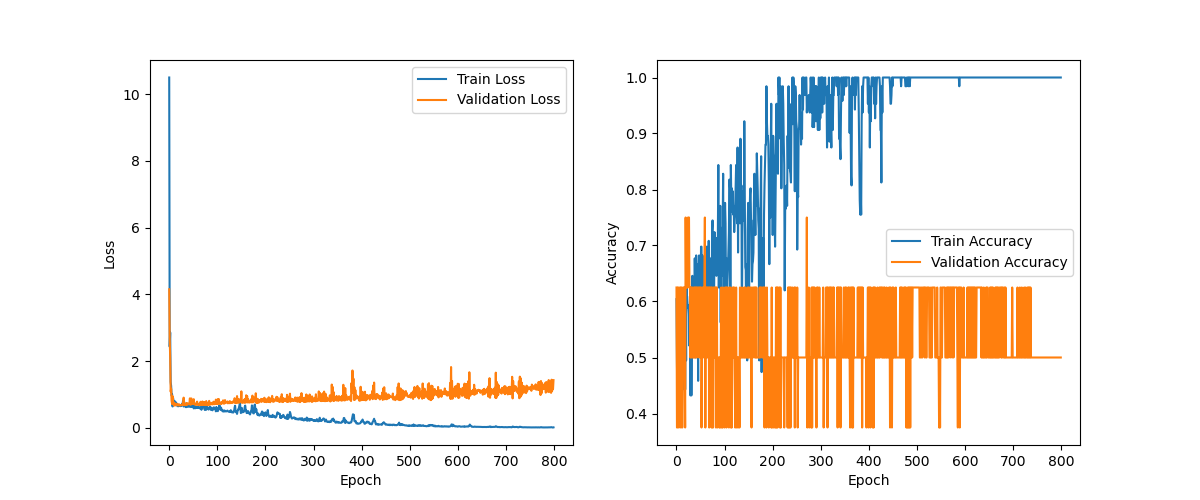 10
8
6
4
2
0
Loss
0 100 200 300 400 500 600 700 800
Epoch
Train Loss
Validation Loss
1.0
0.9
0.8
0.7
0.6
0.5
0.4
Accuracy
0 100 200 300 400 500 600 700 800
Epoch
Train Accuracy
Validation Accuracy